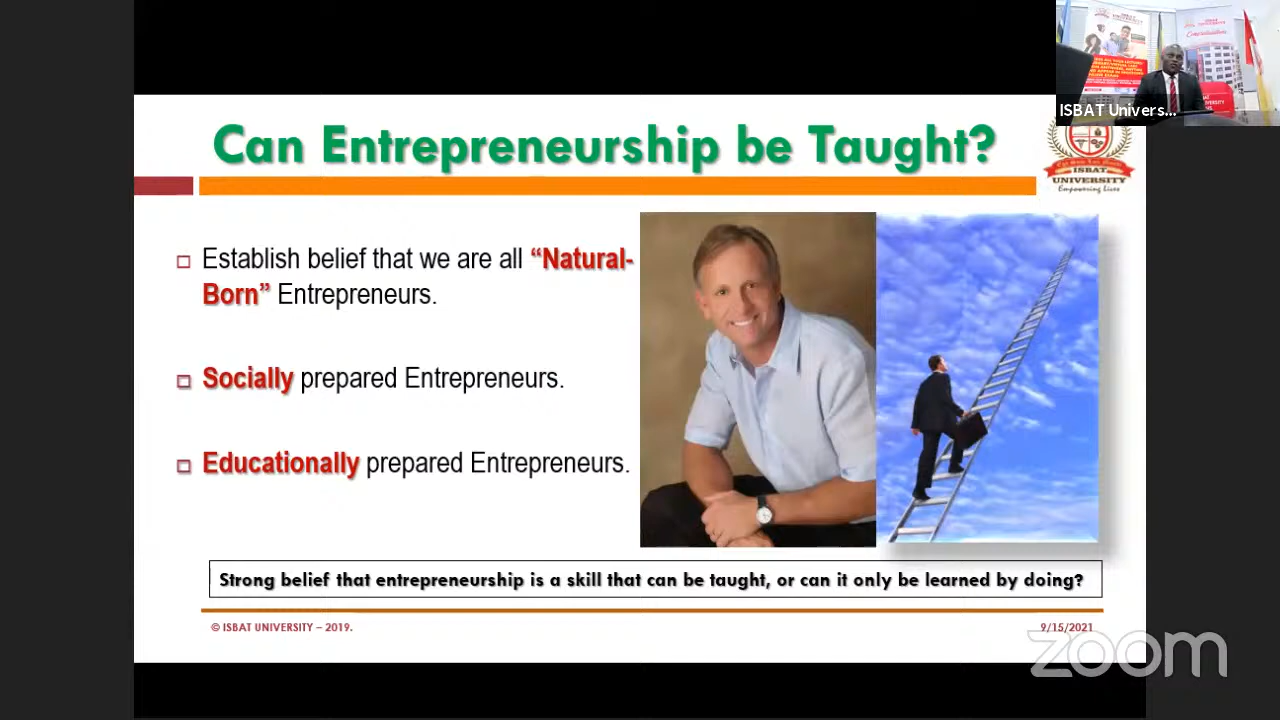 Can Entrepreneurship be Taught?
ISBAT Univers...
ISBAT
UNIVERSITY
Empowering Lives
Establish belief that we are all “Natural-
Born” Entrepreneurs.
Socially prepared Entrepreneurs.
Educationally prepared Entrepreneurs.
Strong belief that entrepreneurship is a skill that can be taught, or can it only be learned by doing?
© ISBAT UNIVERSITY – 2019.
9/15/2021
zoom